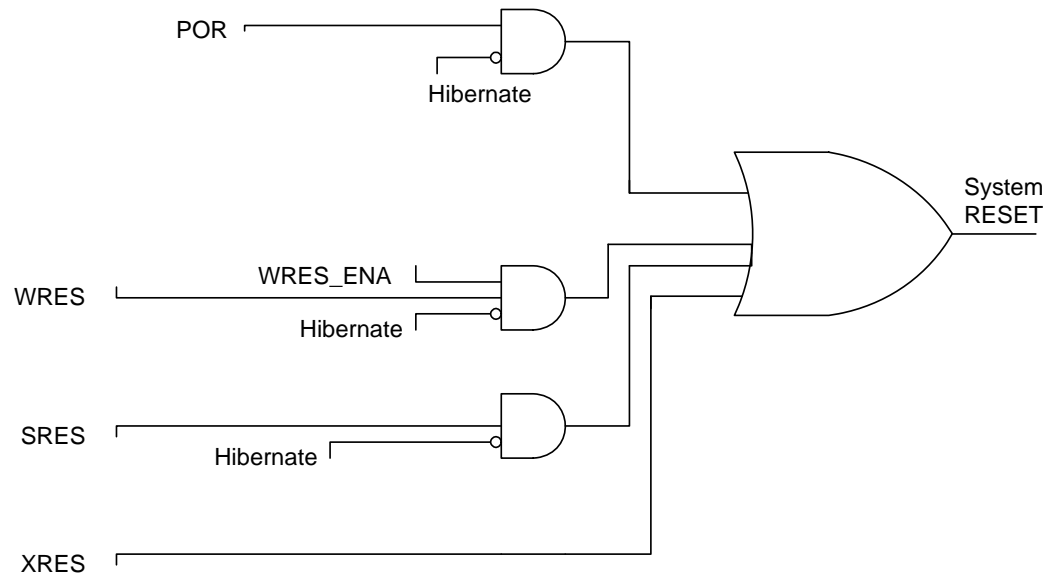 POR
Hibernate
System
RESET
WRES_ENA
WRES
Hibernate
SRES
Hibernate
XRES